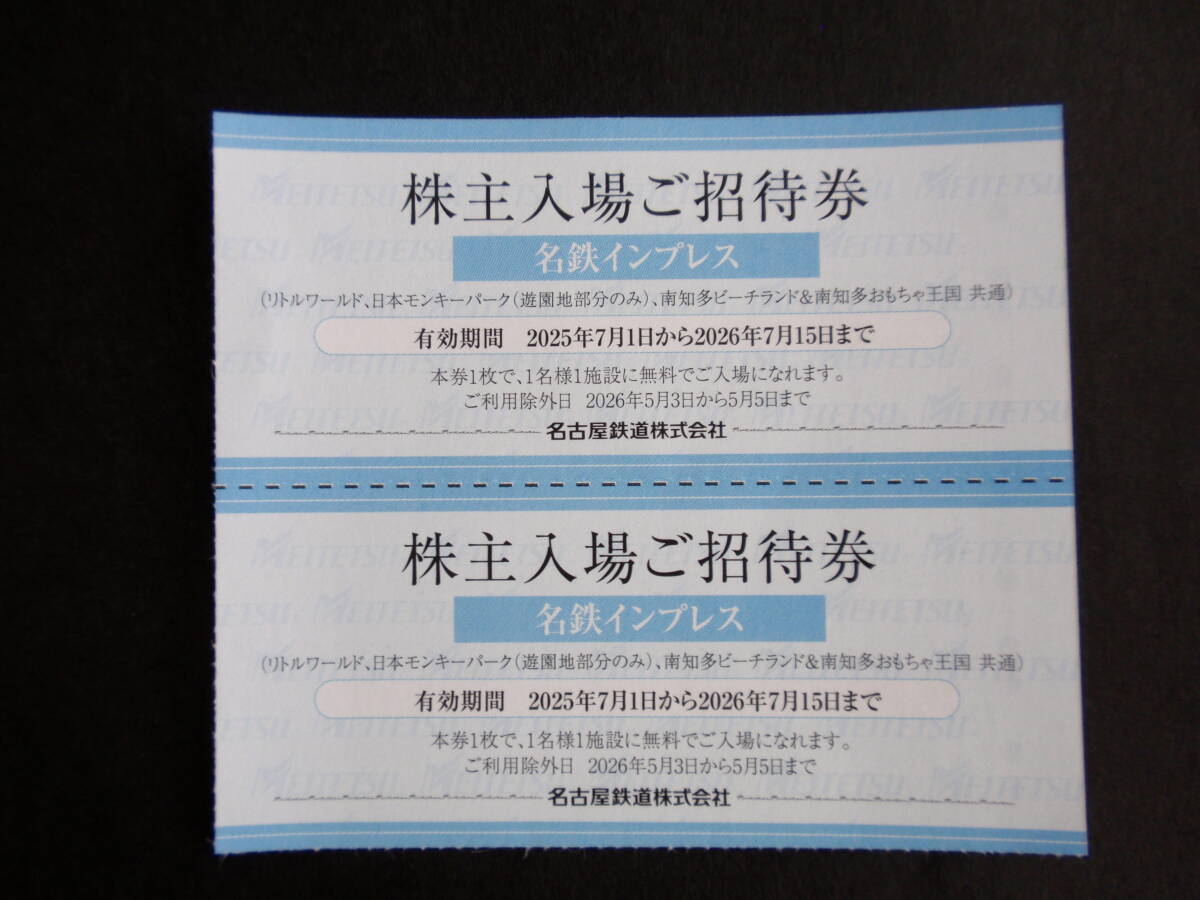 株主入場ご招待券
名鉄インプレス
(リトルワールド、日本モンキーパーク(遊園地部分のみ)、南知多ビーチランド&南知多おもちゃ王国 共通)
有効期間 2025年7月1日から2026年7月15日まで
本券1枚で、1名様1施設に無料でご入場になれます。
ご利用除外日 2026年5月3日から5月5日まで
名古屋鉄道株式会社
株主入場ご招待券
名鉄インプレス
(リトルワールド、日本モンキーパーク(遊園地部分のみ)、南知多ビーチランド&南知多おもちゃ王国 共通)
有効期間 2025年7月1日から2026年7月15日まで
本券1枚で、1名様1施設に無料でご入場になれます。
ご利用除外日 2026年5月3日から5月5日まで
名古屋鉄道株式会社